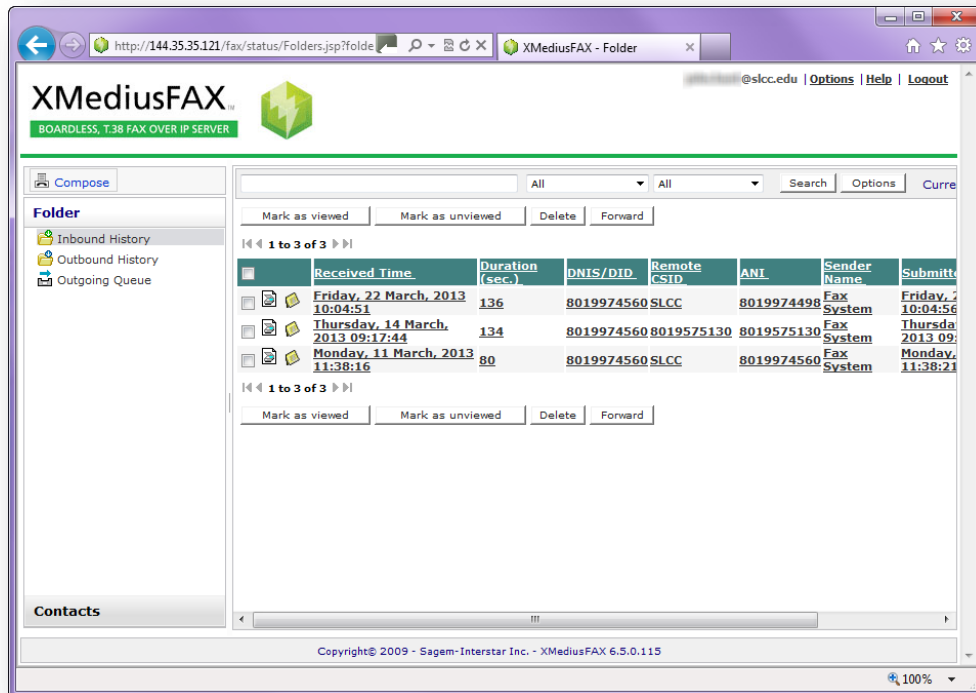 http://144.35.35.121/fax/status/Folders.jsp?folde
XMediusFAX - Folder
@slcc.edu | Options | Help | Logout
XMediusFAX™
BOARDLESS, T.38 FAX OVER IP SERVER
Compose
All All Search Options Curre
Folder
Inbound History
Outbound History
Outgoing Queue
Mark as viewed Mark as unviewed Delete Forward
1 to 3 of 3
Received Time Duration (sec.) DNIS/DID Remote CSID ANI Sender Name Submitte
Friday, 22 March, 2013 10:04:51 136 8019974560 SLCC 8019974498 Fax System Friday, 2 10:04:56
Thursday, 14 March, 2013 09:17:44 134 8019974560 8019575130 8019575130 Fax System Thursda 2013 09:
Monday, 11 March, 2013 11:38:16 80 8019974560 SLCC 8019974560 Fax System Monday, 11:38:21
1 to 3 of 3
Mark as viewed Mark as unviewed Delete Forward
Contacts
Copyright© 2009 - Sagem-Interstar Inc. - XMediusFAX 6.5.0.115
100%